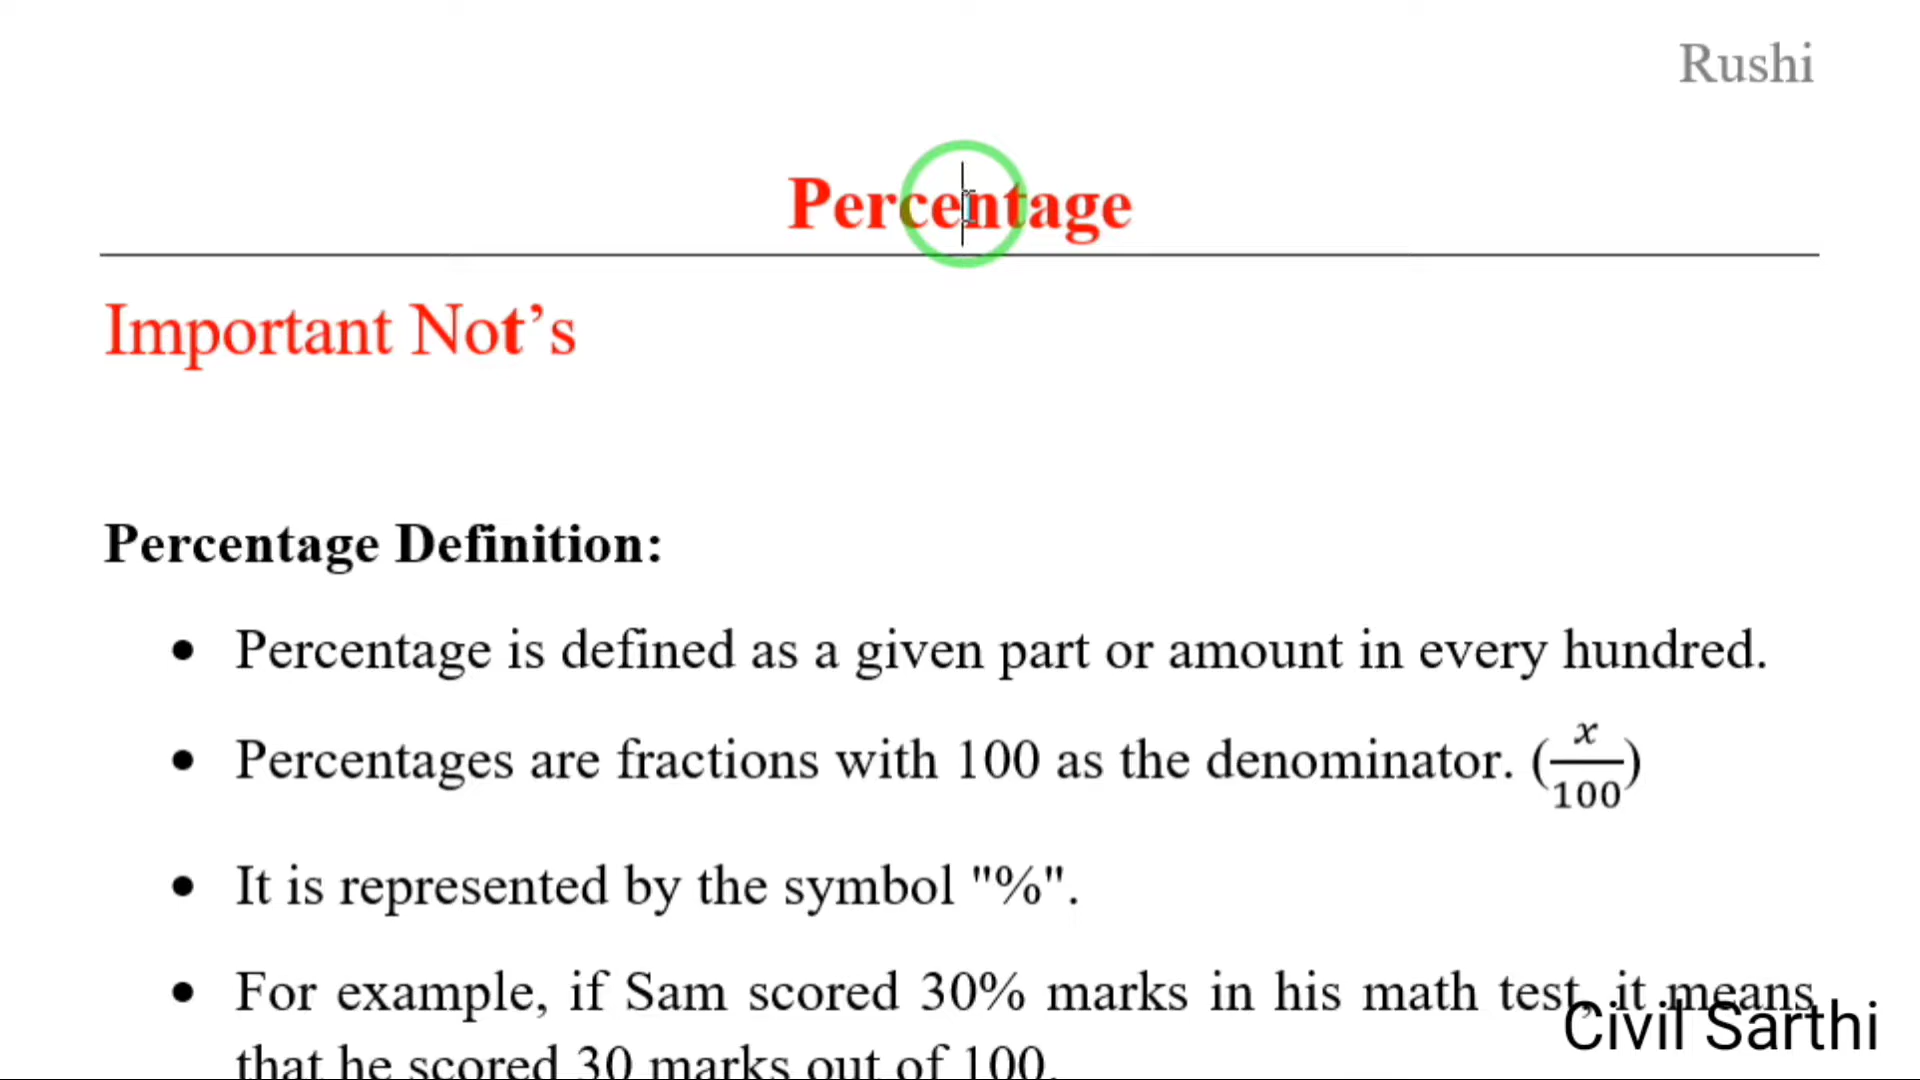 Rushi
Percentage
Important Not’s
Percentage Definition:
• Percentage is defined as a given part or amount in every hundred.
• Percentages are fractions with 100 as the denominator. (x/100)
• It is represented by the symbol "%".
• For example, if Sam scored 30% marks in his math test, it means
that he scored 30 marks out of 100.
Civil Sarthi